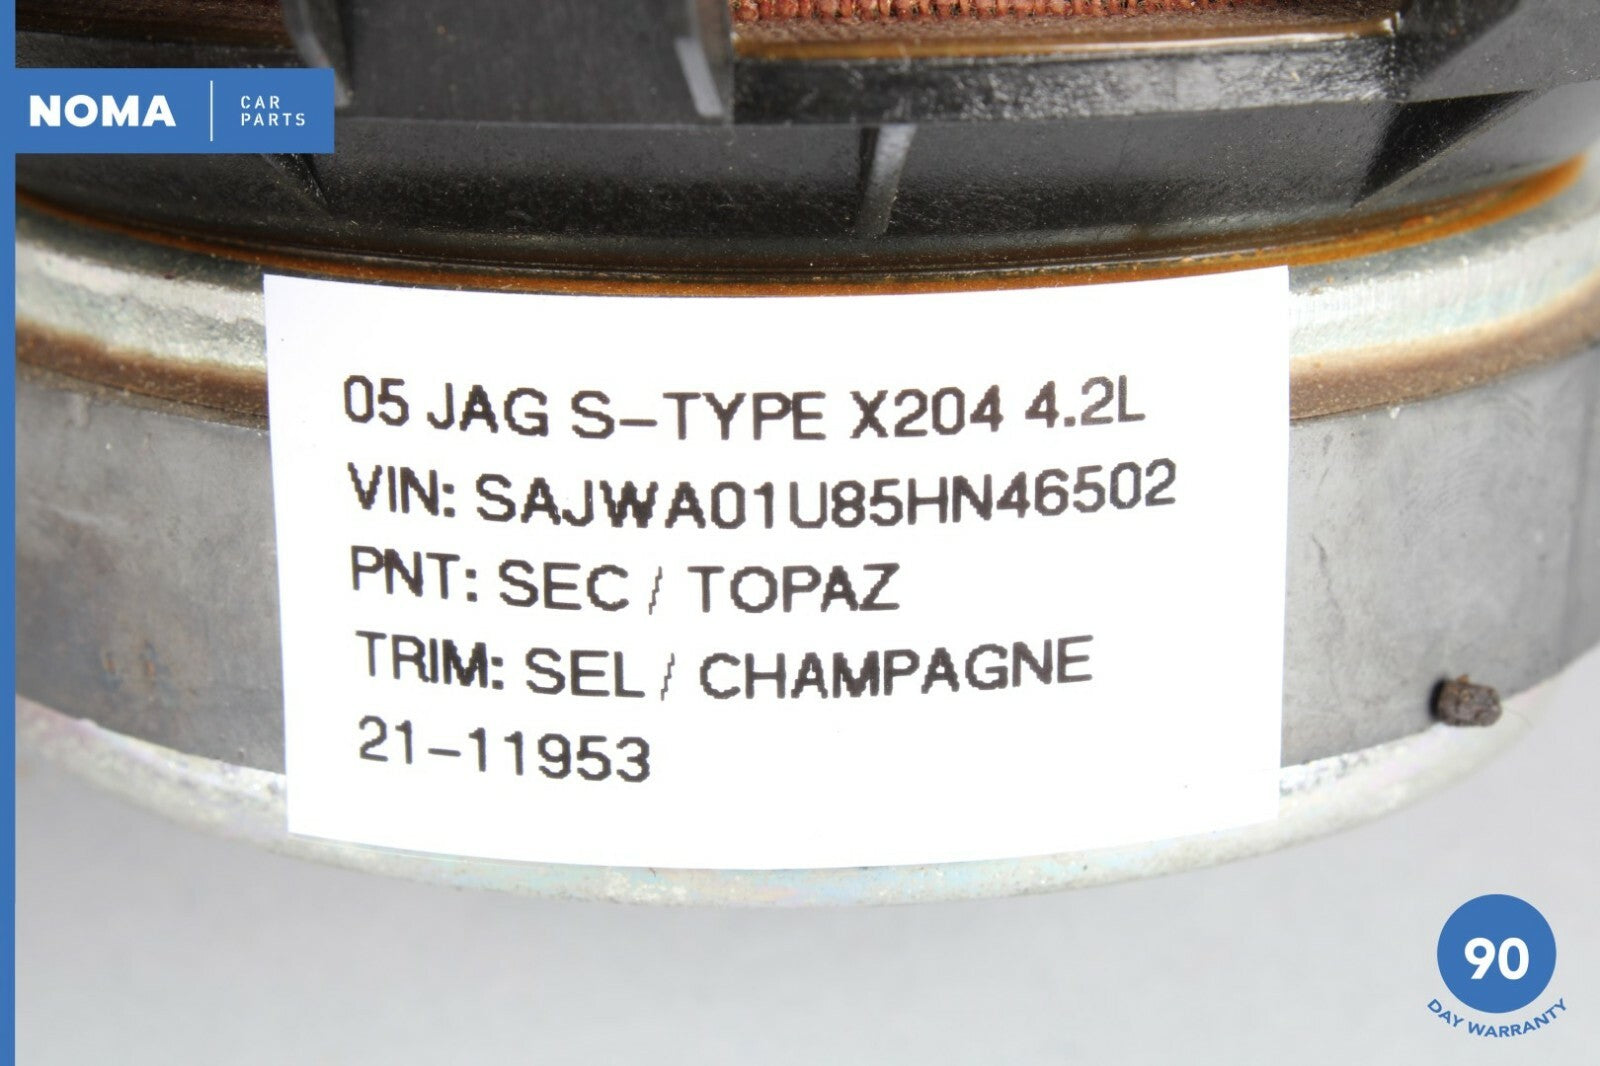 NOMA
CAR
PARTS
05 JAG S-TYPE X204 4.2L
VIN: SAJWA01U85HN46502
PNT: SEC / TOPAZ
TRIM: SEL / CHAMPAGNE
21-11953
90
DAY WARRANTY